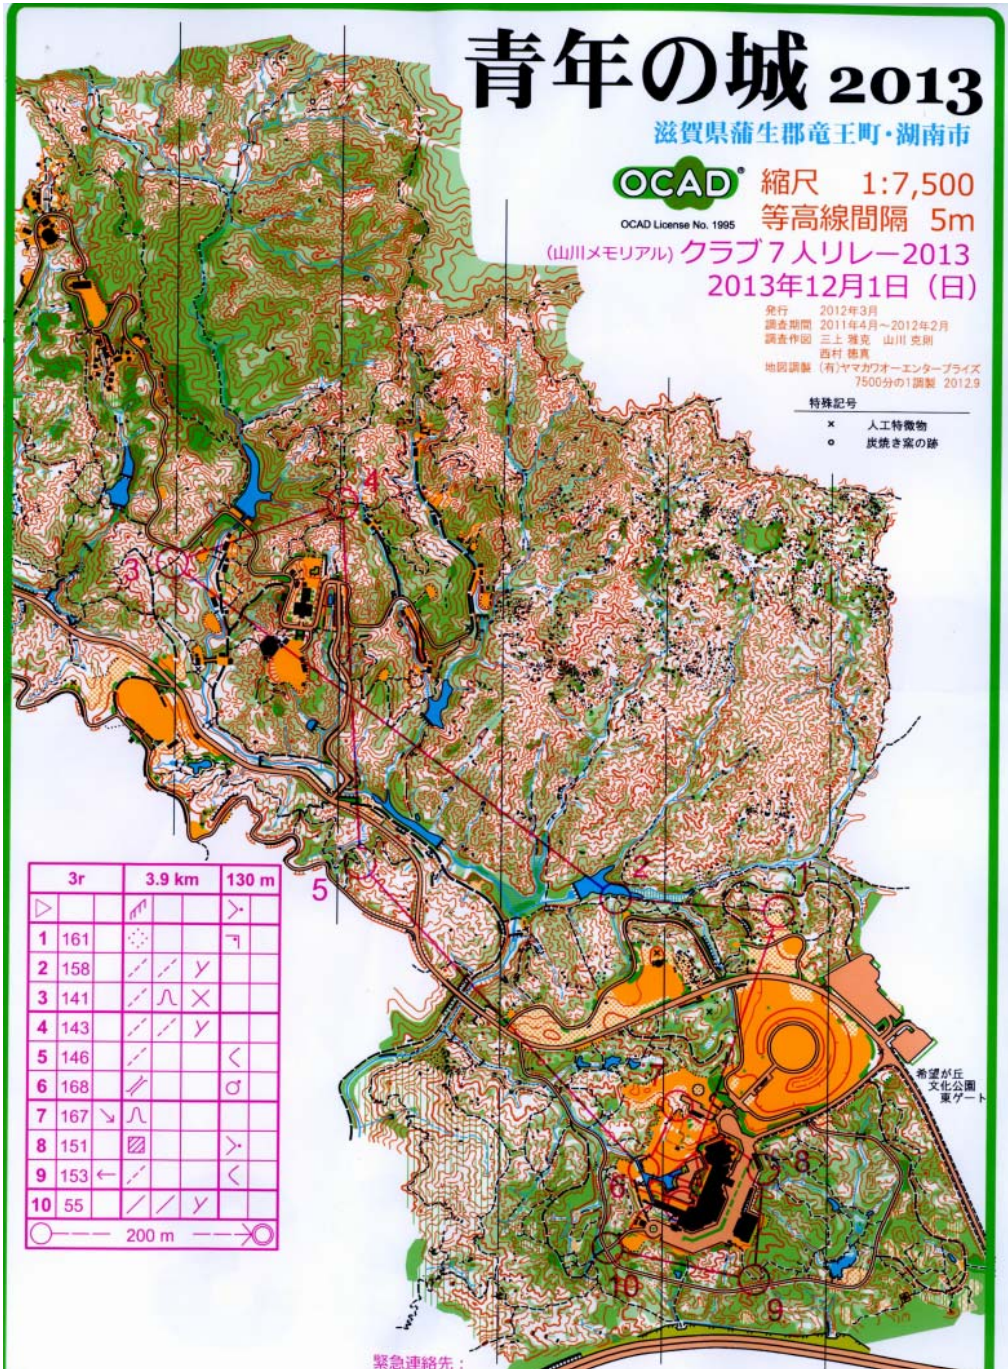 青年の城 2013
滋賀県蒲生郡竜王町・湖南市
OCAD®
OCAD License No. 1995
縮尺 1:7,500
等高線間隔 5m
(山川メモリアル) クラブ7人リレー2013
2013年12月1日（日）
発行 2012年3月
調査期間 2011年4月～2012年2月
調査作図 三上 雅克 山川 克則
西村 徳真
地図調製 (有)ヤマカワオーエンタープライズ
7500分の1調製 2012.9
特殊記号
× 人工特徴物
o 炭焼き窯の跡
4
3
2
1
5
3r 3.9 km 130 m
1 161
2 158
3 141
4 143
5 146
6 168
7 167
8 151
9 153
10 55
200 m
希望が丘
文化公園
東ゲート
7
8
6
10
9
緊急連絡先：